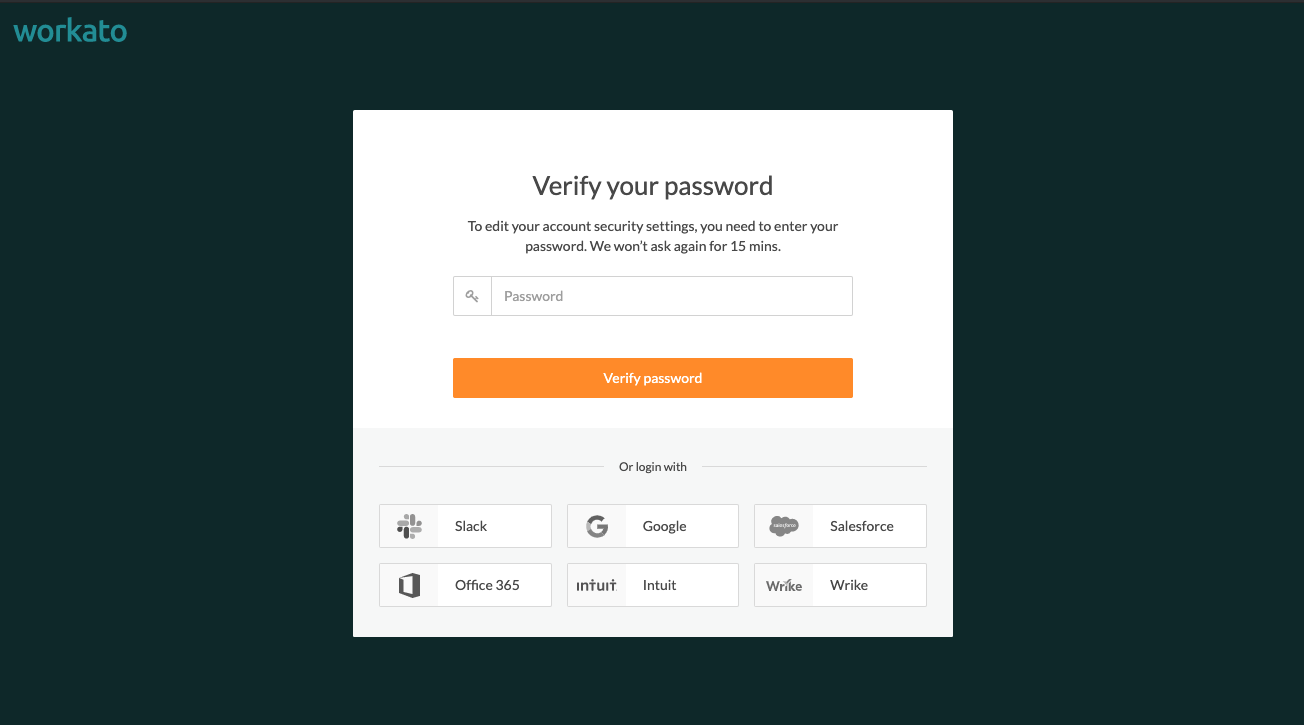 workato
Verify your password
To edit your account security settings, you need to enter your
password. We won't ask again for 15 mins.
Password
Verify password
Or login with
Slack
Google
salesforce
Salesforce
Office 365
INTUIT
Intuit
Wrike
Wrike